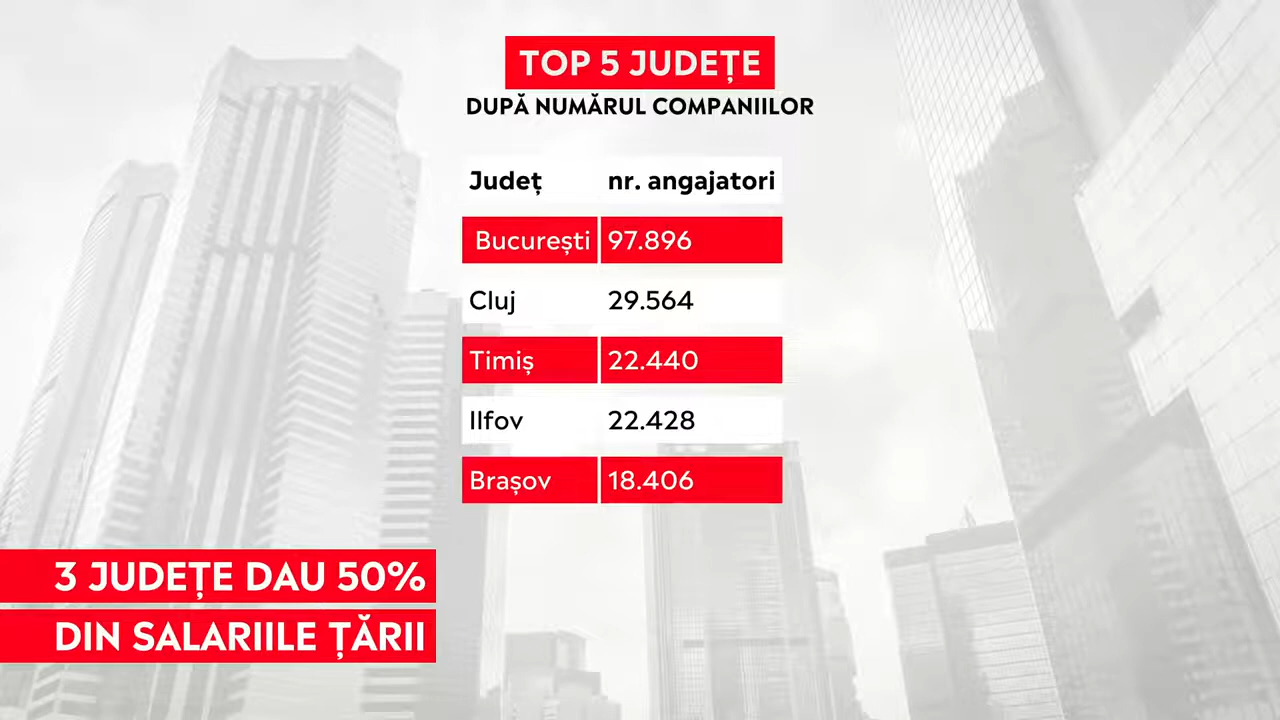 TOP 5 JUDEȚE
DUPĂ NUMĂRUL COMPANIILOR
Județ nr. angajatori
București 97.896
Cluj 29.564
Timiș 22.440
Ilfov 22.428
Brașov 18.406
3 JUDEȚE DAU 50%
DIN SALARIILE ȚĂRII